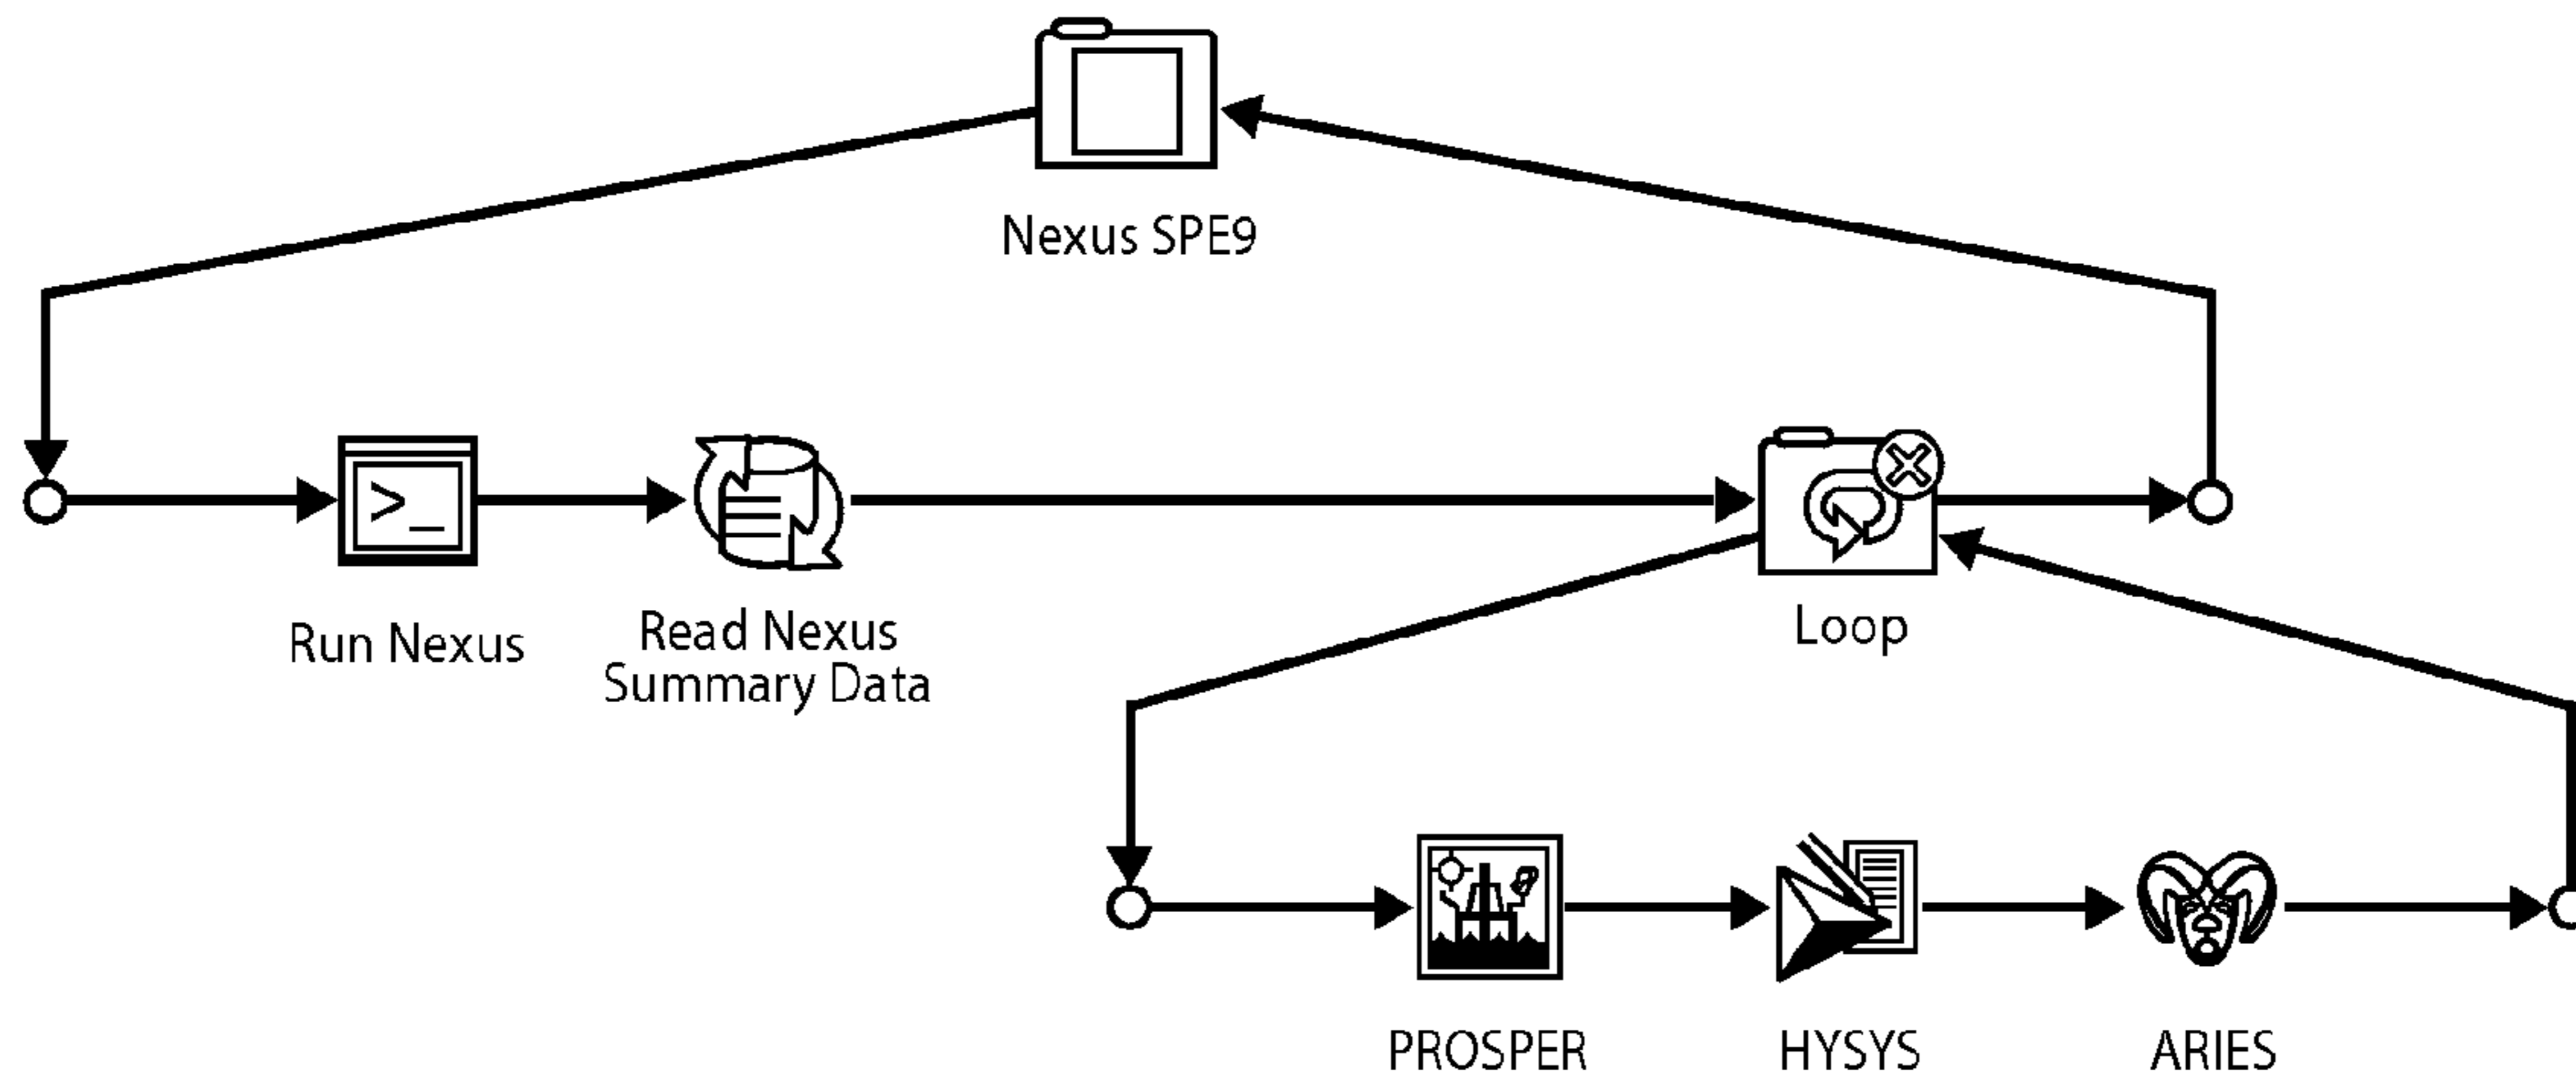 Nexus SPE9
>_
Run Nexus
Read Nexus
Summary Data
Loop
PROSPER
HYSYS
ARIES